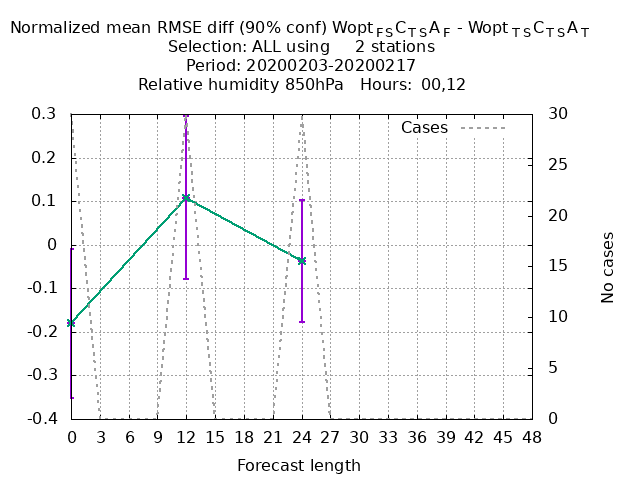 Normalized mean RMSE diff (90% conf) Wopt FS C TS A F - Wopt TS C TS A T
Selection: ALL using 2 stations
Period: 20200203-20200217
Relative humidity 850hPa Hours: 00,12
Cases
0.3
0.2
0.1
0
-0.1
-0.2
-0.3
-0.4
30
25
20
15
10
5
0
No cases
0 3 6 9 12 15 18 21 24 27 30 33 36 39 42 45 48
Forecast length